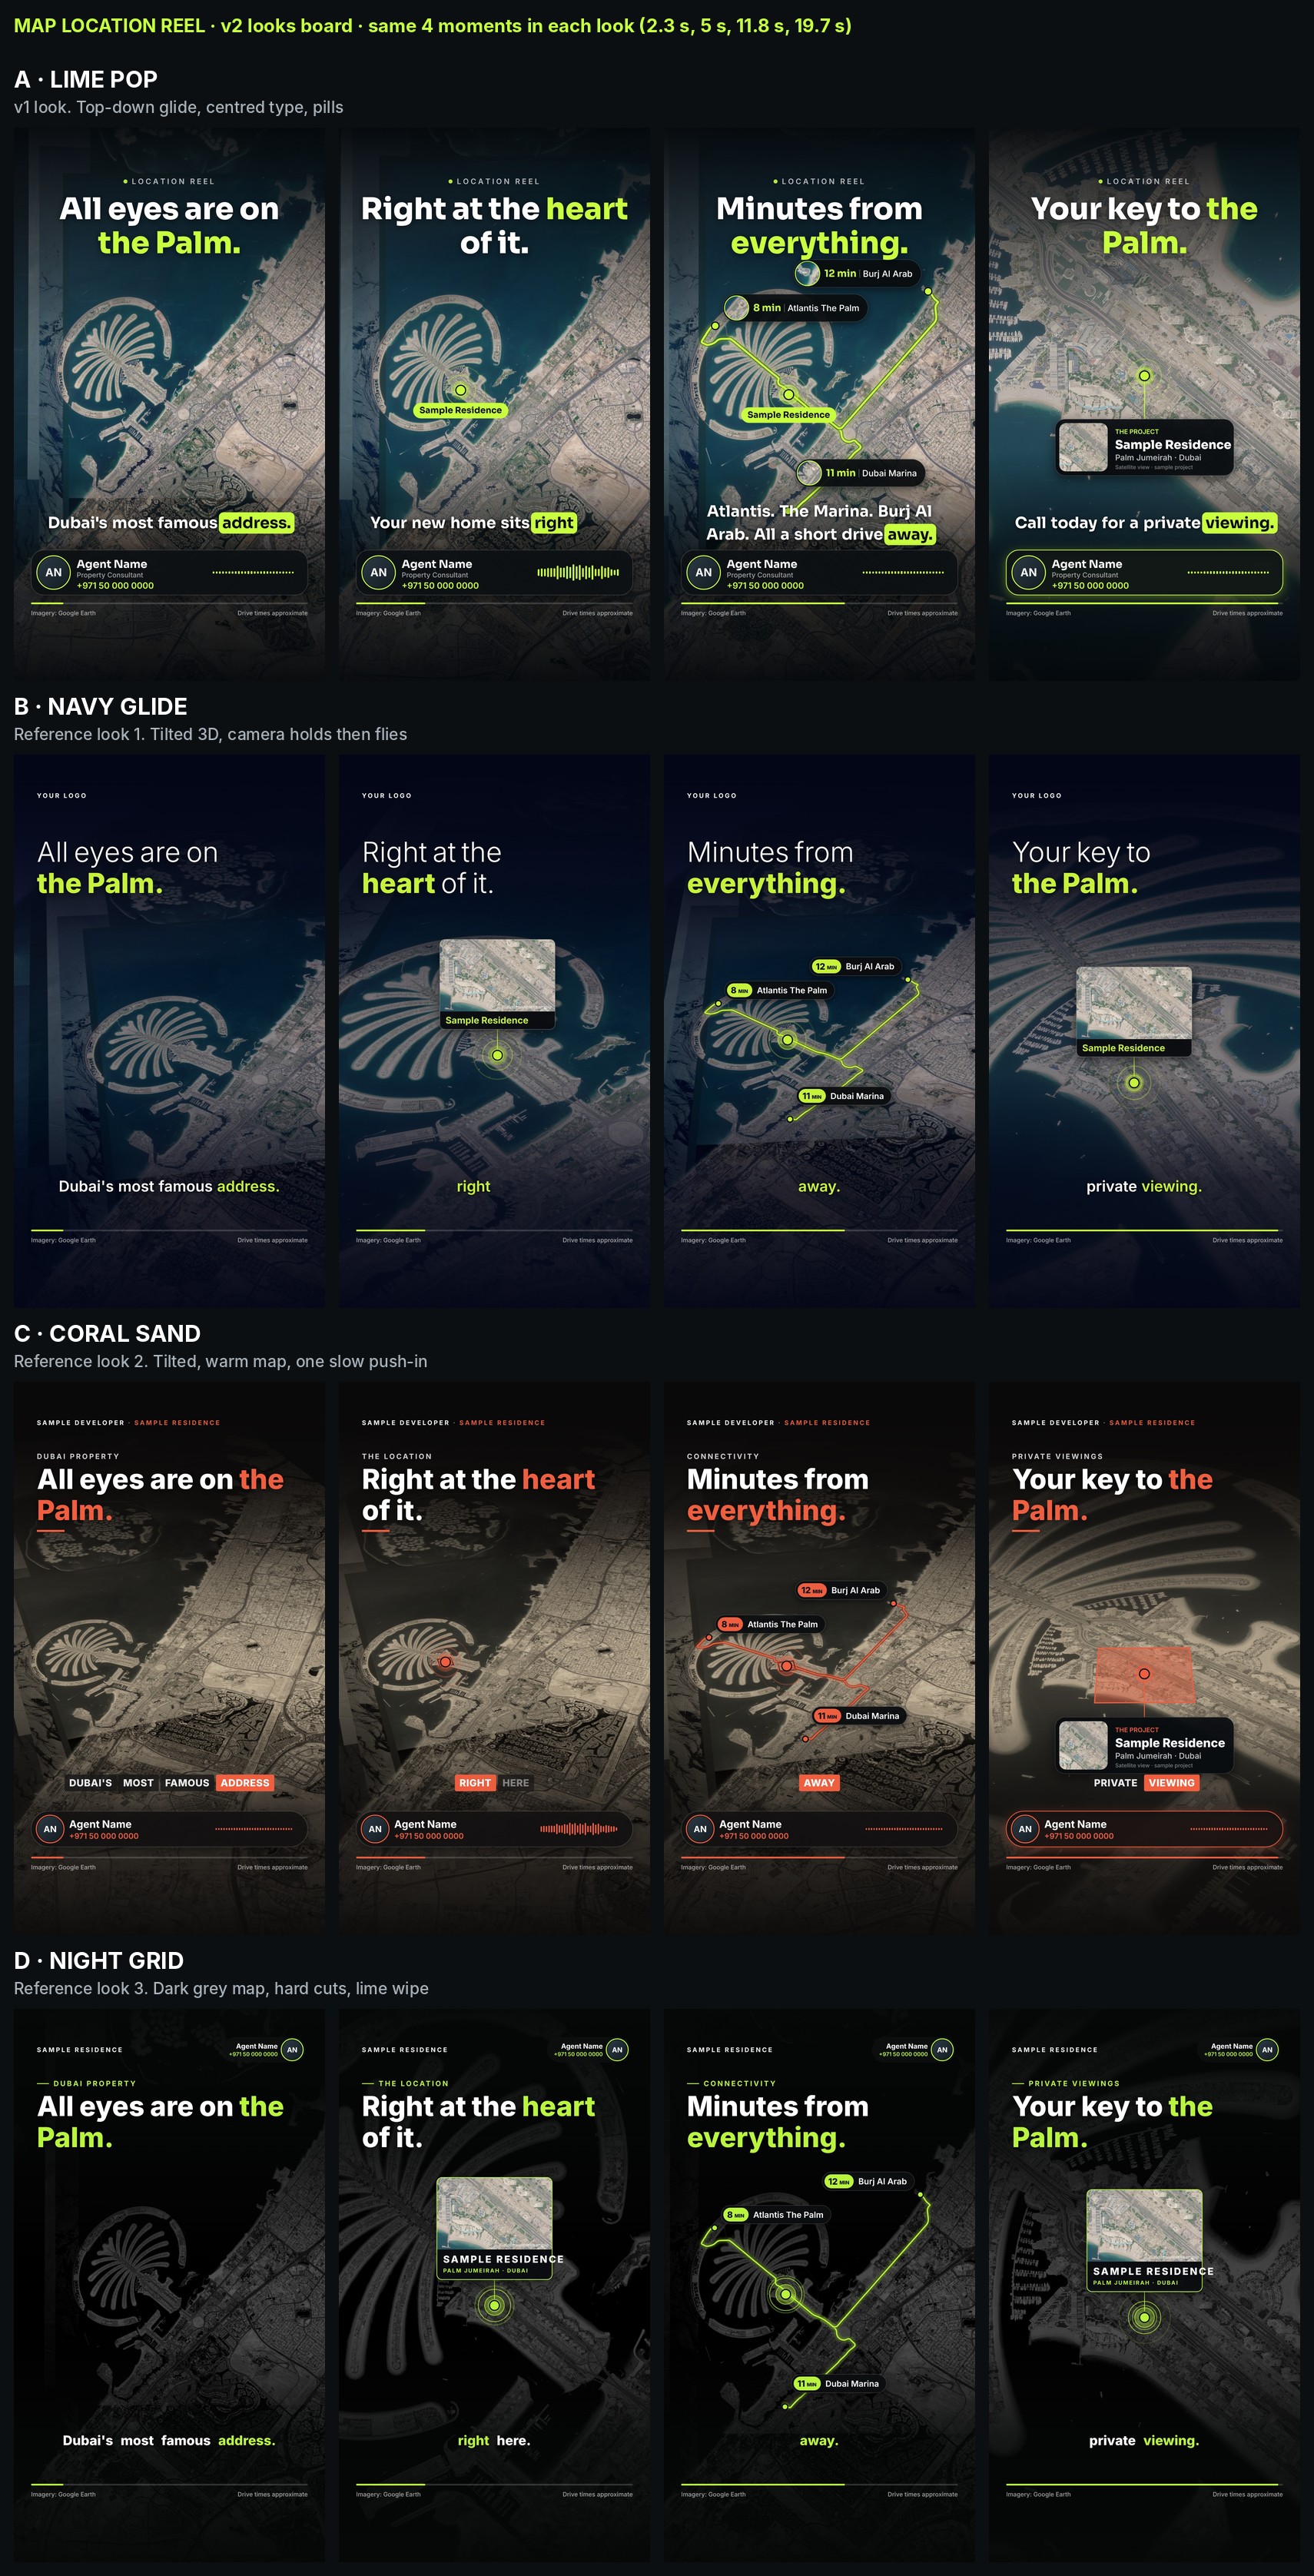 MAP LOCATION REEL · v2 looks board · same 4 moments in each look (2.3 s, 5 s, 11.8 s, 19.7 s)
A · LIME POP
v1 look. Top-down glide, centred type, pills
LOCATION REEL
All eyes are on
the Palm.
Dubai's most famous address.
AN
Agent Name
Property Consultant
+971 50 000 0000
Imagery: Google Earth
Drive times approximate
LOCATION REEL
Right at the heart
of it.
Sample Residence
Your new home sits right
AN
Agent Name
Property Consultant
+971 50 000 0000
Imagery: Google Earth
Drive times approximate
LOCATION REEL
Minutes from
everything.
12 min | Burj Al Arab
8 min | Atlantis The Palm
Sample Residence
11 min | Dubai Marina
Atlantis. The Marina. Burj Al
Arab. All a short drive away.
AN
Agent Name
Property Consultant
+971 50 000 0000
Imagery: Google Earth
Drive times approximate
LOCATION REEL
Your key to the
Palm.
THE PROJECT
Sample Residence
Palm Jumeirah · Dubai
Satellite view · sample project
Call today for a private viewing.
AN
Agent Name
Property Consultant
+971 50 000 0000
Imagery: Google Earth
Drive times approximate
B · NAVY GLIDE
Reference look 1. Tilted 3D, camera holds then flies
YOUR LOGO
All eyes are on
the Palm.
Dubai's most famous address.
Imagery: Google Earth
Drive times approximate
YOUR LOGO
Right at the
heart of it.
Sample Residence
right
Imagery: Google Earth
Drive times approximate
YOUR LOGO
Minutes from
everything.
12 MIN Burj Al Arab
8 MIN Atlantis The Palm
11 MIN Dubai Marina
away.
Imagery: Google Earth
Drive times approximate
YOUR LOGO
Your key to
the Palm.
Sample Residence
private viewing.
Imagery: Google Earth
Drive times approximate
C · CORAL SAND
Reference look 2. Tilted, warm map, one slow push-in
SAMPLE DEVELOPER · SAMPLE RESIDENCE
DUBAI PROPERTY
All eyes are on the
Palm.
DUBAI'S MOST FAMOUS ADDRESS
AN
Agent Name
+971 50 000 0000
Imagery: Google Earth
Drive times approximate
SAMPLE DEVELOPER · SAMPLE RESIDENCE
THE LOCATION
Right at the heart
of it.
RIGHT HERE
AN
Agent Name
+971 50 000 0000
Imagery: Google Earth
Drive times approximate
SAMPLE DEVELOPER · SAMPLE RESIDENCE
CONNECTIVITY
Minutes from
everything.
12 MIN Burj Al Arab
8 MIN Atlantis The Palm
11 MIN Dubai Marina
AWAY
AN
Agent Name
+971 50 000 0000
Imagery: Google Earth
Drive times approximate
SAMPLE DEVELOPER · SAMPLE RESIDENCE
PRIVATE VIEWINGS
Your key to the
Palm.
THE PROJECT
Sample Residence
Palm Jumeirah · Dubai
Satellite view · sample project
PRIVATE VIEWING
AN
Agent Name
+971 50 000 0000
Imagery: Google Earth
Drive times approximate
D · NIGHT GRID
Reference look 3. Dark grey map, hard cuts, lime wipe
SAMPLE RESIDENCE
Agent Name
+971 50 000 0000
AN
DUBAI PROPERTY
All eyes are on the
Palm.
Dubai's most famous address.
Imagery: Google Earth
Drive times approximate
SAMPLE RESIDENCE
Agent Name
+971 50 000 0000
AN
THE LOCATION
Right at the heart
of it.
SAMPLE RESIDENCE
PALM JUMEIRAH · DUBAI
right here.
Imagery: Google Earth
Drive times approximate
SAMPLE RESIDENCE
Agent Name
+971 50 000 0000
AN
CONNECTIVITY
Minutes from
everything.
12 MIN Burj Al Arab
8 MIN Atlantis The Palm
11 MIN Dubai Marina
away.
Imagery: Google Earth
Drive times approximate
SAMPLE RESIDENCE
Agent Name
+971 50 000 0000
AN
PRIVATE VIEWINGS
Your key to the
Palm.
SAMPLE RESIDENCE
PALM JUMEIRAH · DUBAI
private viewing.
Imagery: Google Earth
Drive times approximate